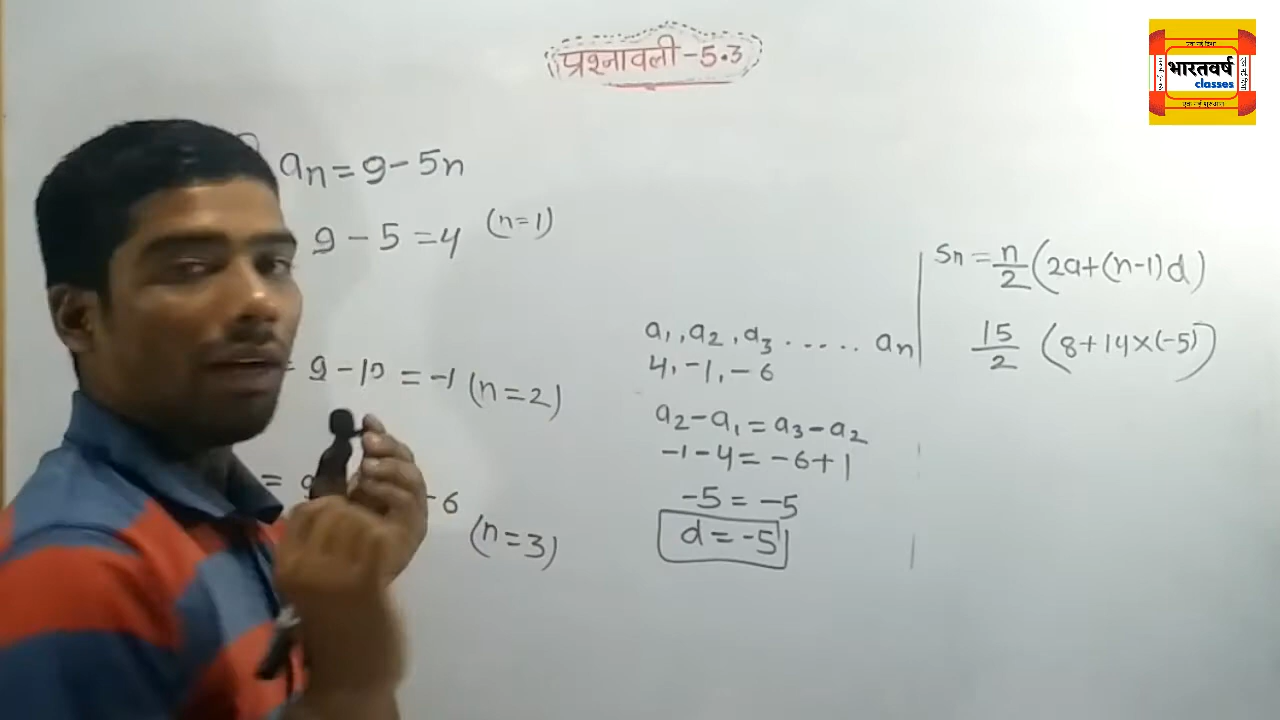 प्रश्नावली-5.3
भारतवर्ष
classes
an = 9-5n
9-5 = 4 (n=1)
= 9-10 = -1 (n=2)
= 9 -6 (n=3)
a1, a2, a3 ..... an
4, -1, -6
a2-a1 = a3-a2
-1-4 = -6+1
-5 = -5
d = -5
Sn = n/2 (2a+(n-1)d)
15/2 (8+14×(-5))